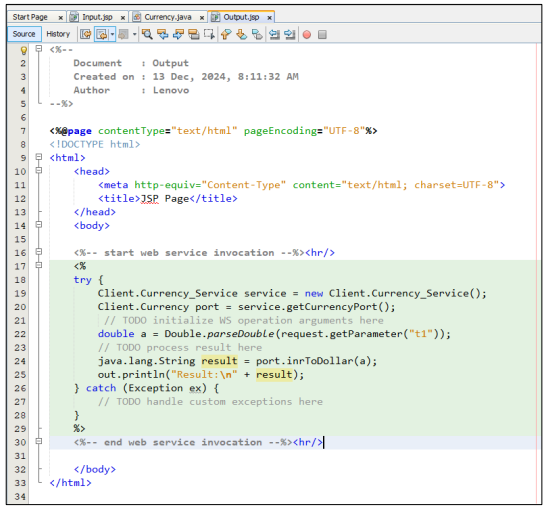 Start Page x Input.jsp x Currency.java x Output.jsp x
Source History
<%--
2 Document : Output
3 Created on : 13 Dec, 2024, 8:11:32 AM
4 Author : Lenovo
5 --%>
6
7 <%@page contentType="text/html" pageEncoding="UTF-8"%>
8 <!DOCTYPE html>
9 <html>
10 <head>
11 <meta http-equiv="Content-Type" content="text/html; charset=UTF-8">
12 <title>JSP Page</title>
13 </head>
14 <body>
15
16 <%-- start web service invocation --%><hr/>
17 <%
18 try {
19 Client.Currency_Service service = new Client.Currency_Service();
20 Client.Currency port = service.getCurrencyPort();
21 // TODO initialize WS operation arguments here
22 double a = Double.parseDouble(request.getParameter("t1"));
23 // TODO process result here
24 java.lang.String result = port.inrToDollar(a);
25 out.println("Result:\n" + result);
26 } catch (Exception ex) {
27 // TODO handle custom exceptions here
28 }
29 %>
30 <%-- end web service invocation --%><hr/>
31
32 </body>
33 </html>
34